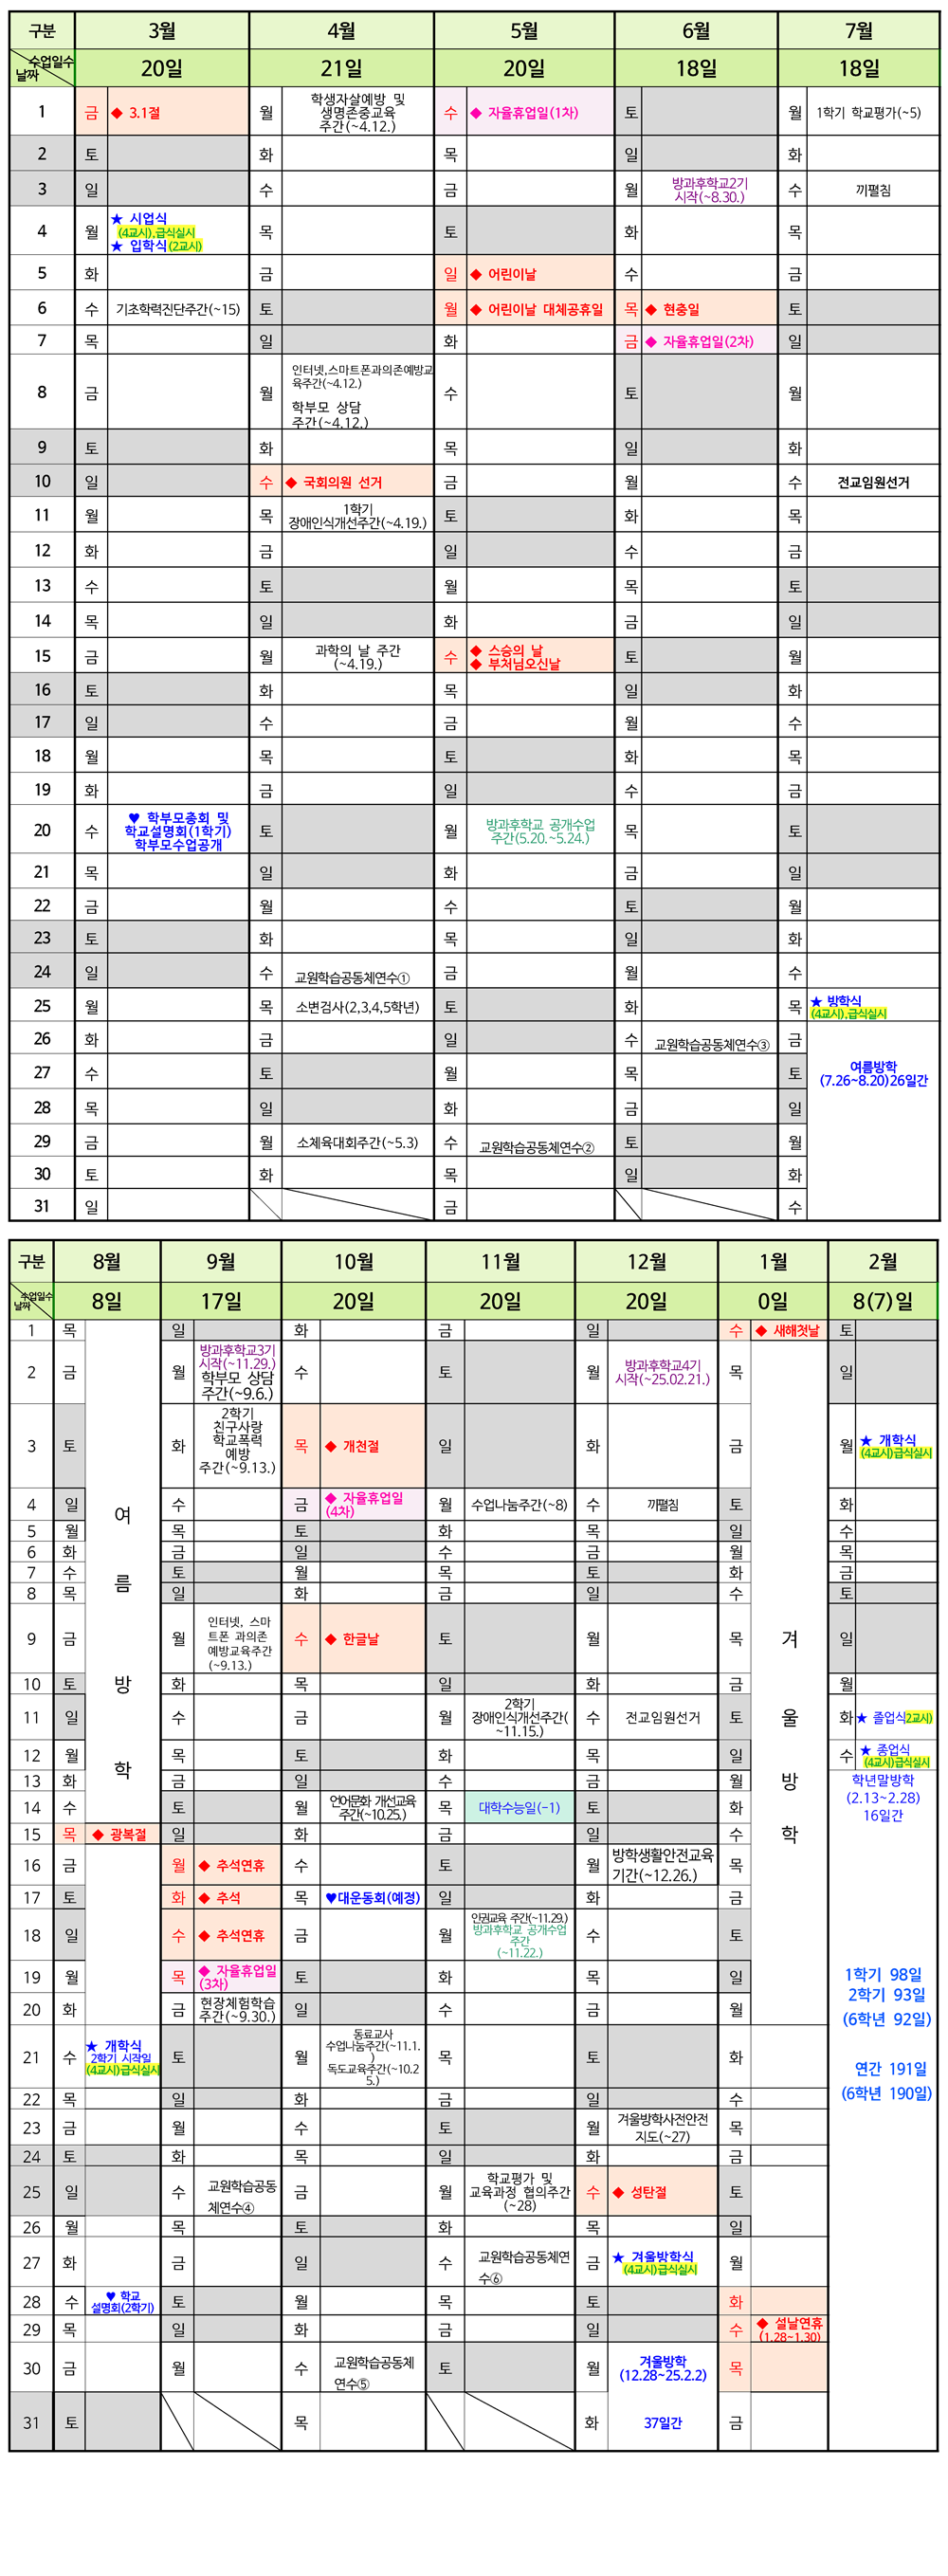 구분 3월 4월 5월 6월 7월
수업일수
날짜 20일 21일 20일 18일 18일
1 금 ◆ 3.1절 월 학생자살예방 및
생명존중교육
주간(~4.12.) 수 ◆ 자율휴업일(1차) 토 월 1학기 학교평가(~5)
2 토 화 목 일 화
3 일 수 금 월 방과후학교2기
시작(~8.30.) 수 끼펼침
4 월 ★ 시업식
(4교시),급식실시
★ 입학식(2교시) 목 토 화 목
5 화 금 일 ◆ 어린이날 수 금
6 수 기초학력진단주간(~15) 토 월 ◆ 어린이날 대체공휴일 목 ◆ 현충일 토
7 목 일 화 금 ◆ 자율휴업일(2차) 일
8 금 월 인터넷,스마트폰과의존예방교
육주간(~4.12.)
학부모 상담
주간(~4.12.) 수 토 월
9 토 화 목 일 화
10 일 수 ◆ 국회의원 선거 금 월 수 전교임원선거
11 월 목 1학기
장애인식개선주간(~4.19.) 토 화 목
12 화 금 일 수 금
13 수 토 월 목 토
14 목 일 화 금 일
15 금 월 과학의 날 주간
(~4.19.) 수 ◆ 스승의 날
◆ 부처님오신날 토 월
16 토 화 목 일 화
17 일 수 금 월 수
18 월 목 토 화 목
19 화 금 일 수 금
20 수 ♥ 학부모총회 및
학교설명회(1학기)
학부모수업공개 토 월 방과후학교 공개수업
주간(5.20.~5.24.) 목 토
21 목 일 화 금 일
22 금 월 수 토 월
23 토 화 목 일 화
24 일 수 교원학습공동체연수① 금 월 수
25 월 목 소변검사(2,3,4,5학년) 토 화 목 ★ 방학식
(4교시),급식실시
26 화 금 일 수 교원학습공동체연수③ 금
27 수 토 월 목 토 여름방학
(7.26~8.20)26일간
28 목 일 화 금 일
29 금 월 소체육대회주간(~5.3) 수 교원학습공동체연수② 토 월
30 토 화 목 일 화
31 일 금 수
구분 8월 9월 10월 11월 12월 1월 2월
수업일수
날짜 8일 17일 20일 20일 20일 0일 8(7)일
1 목 일 화 금 일 수 ◆ 새해첫날 토
2 금 월 방과후학교3기
시작(~11.29.)
학부모 상담
주간(~9.6.) 수 토 월 방과후학교4기
시작(~25.02.21.) 목 일
3 토 화 2학기
친구사랑
학교폭력
예방
주간(~9.13.) 목 ◆ 개천절 일 화 금 월 ★ 개학식
(4교시)급식실시
4 일 여 수 금 ◆ 자율휴업일
(4차) 월 수업나눔주간(~8) 수 끼펼침 토 화
5 월 목 토 화 목 일 수
6 화 금 일 수 금 월 목
7 수 름 토 월 목 토 화 금
8 목 일 화 금 일 수 토
9 금 월 인터넷, 스마
트폰 과의존
예방교육주간
(~9.13.) 수 ◆ 한글날 토 월 목 겨 일
10 토 방 화 목 일 화 금 월
11 일 수 금 월 2학기
장애인식개선주간(
~11.15.) 수 전교임원선거 토 울 화 ★ 졸업식2교시)
12 월 학 목 토 화 목 일 수 ★ 종업식
(4교시)급식실시
13 화 금 일 수 금 월 방 학년말방학
(2.13~2.28)
16일간
14 수 토 월 언어문화 개선교육
주간(~10.25.) 목 대학수능일(-1) 토 화
15 목 ◆ 광복절 일 화 금 일 수 학
16 금 월 ◆ 추석연휴 수 토 월 방학생활안전교육
기간(~12.26.) 목
17 토 화 ◆ 추석 목 ♥대운동회(예정) 일 화 금
18 일 수 ◆ 추석연휴 금 월 인권교육 주간(~11.29.)
방과후학교 공개수업
주간
(~11.22.) 수 토
19 월 목 ◆ 자율휴업일
(3차) 토 화 목 일 1학기 98일
20 화 금 현장체험학습
주간(~9.30.) 일 수 금 월 2학기 93일
(6학년 92일)
21 수 ★ 개학식
2학기 시작일
(4교시)급식실시 토 월 동료교사
수업나눔주간(~11.1.
)
독도교육주간(~10.2
5.) 목 토 화 연간 191일
22 목 일 화 금 일 수 (6학년 190일)
23 금 월 수 토 월 겨울방학사전안전
지도(~27) 목
24 토 화 목 일 화 금
25 일 수 교원학습공동
체연수④ 금 월 학교평가 및
교육과정 협의주간
(~28) 수 ◆ 성탄절 토
26 월 목 토 화 목 일
27 화 금 일 수 교원학습공동체연
수⑥ 금 ★ 겨울방학식
(4교시)급식실시 월
28 수 ♥ 학교
설명회(2학기) 토 월 목 토 화
29 목 일 화 금 일 수 ◆ 설날연휴
(1.28~1.30)
30 금 월 수 교원학습공동체
연수⑤ 토 월 겨울방학
(12.28~25.2.2) 목
31 토 목 화 37일간 금